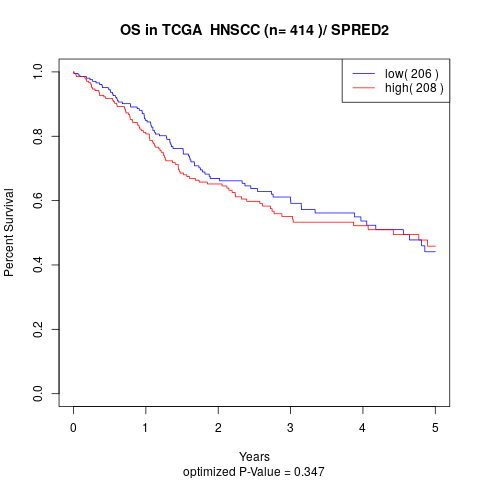 OS in TCGA  HNSCC (n= 414 )/ SPRED2
low( 206 )
high( 208 )
Percent Survival
1.0
0.8
0.6
0.4
0.2
0.0
0 1 2 3 4 5
Years
optimized P-Value = 0.347